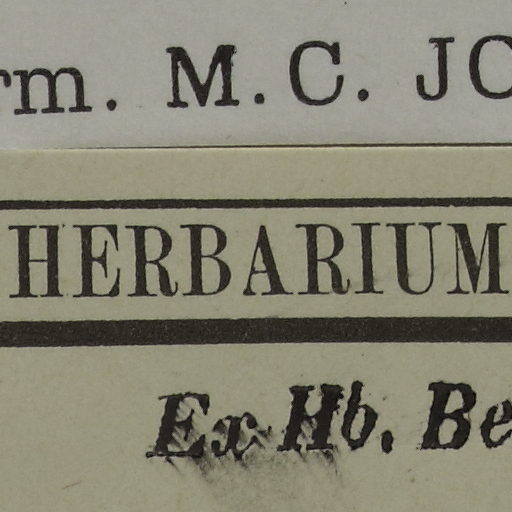 rm. M. C. JO
HERBARIUM
Ex Hb. Be